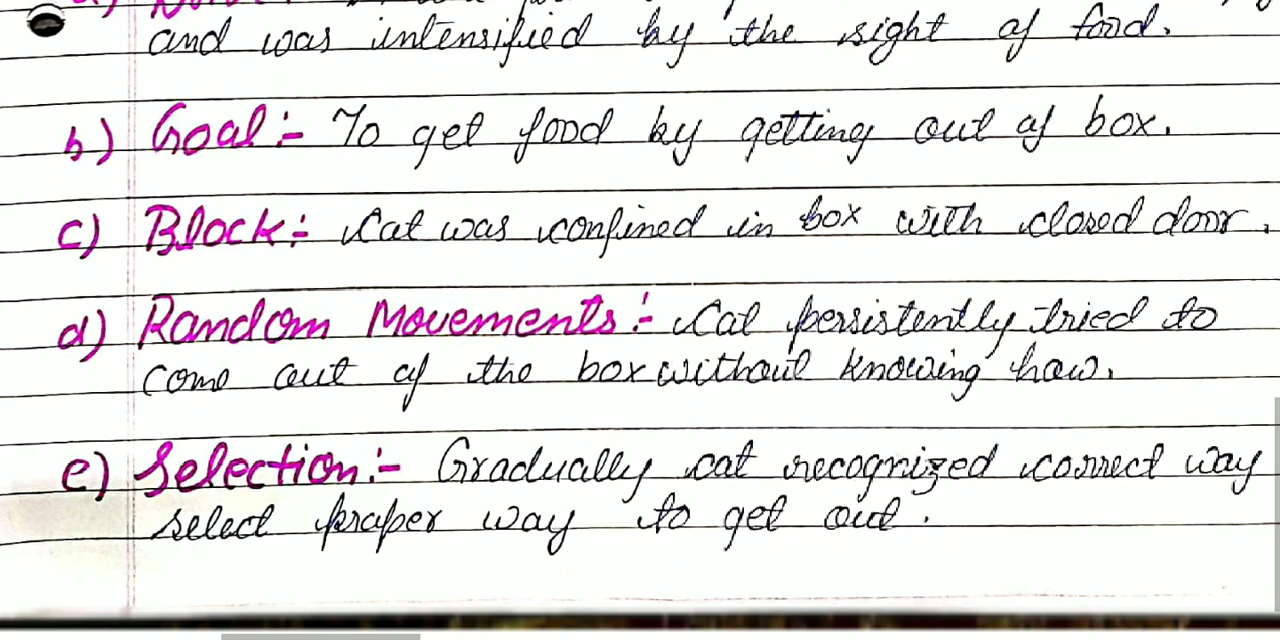 and was intensified by the sight of food.
b) Goal:- To get food by getting out of box.
c) Block:- Cat was confined in box with closed door.
d) Random Movements:- Cat persistently tried to
come out of the box without knowing how.
e) Selection:- Gradually cat recognized correct way
select proper way to get out.